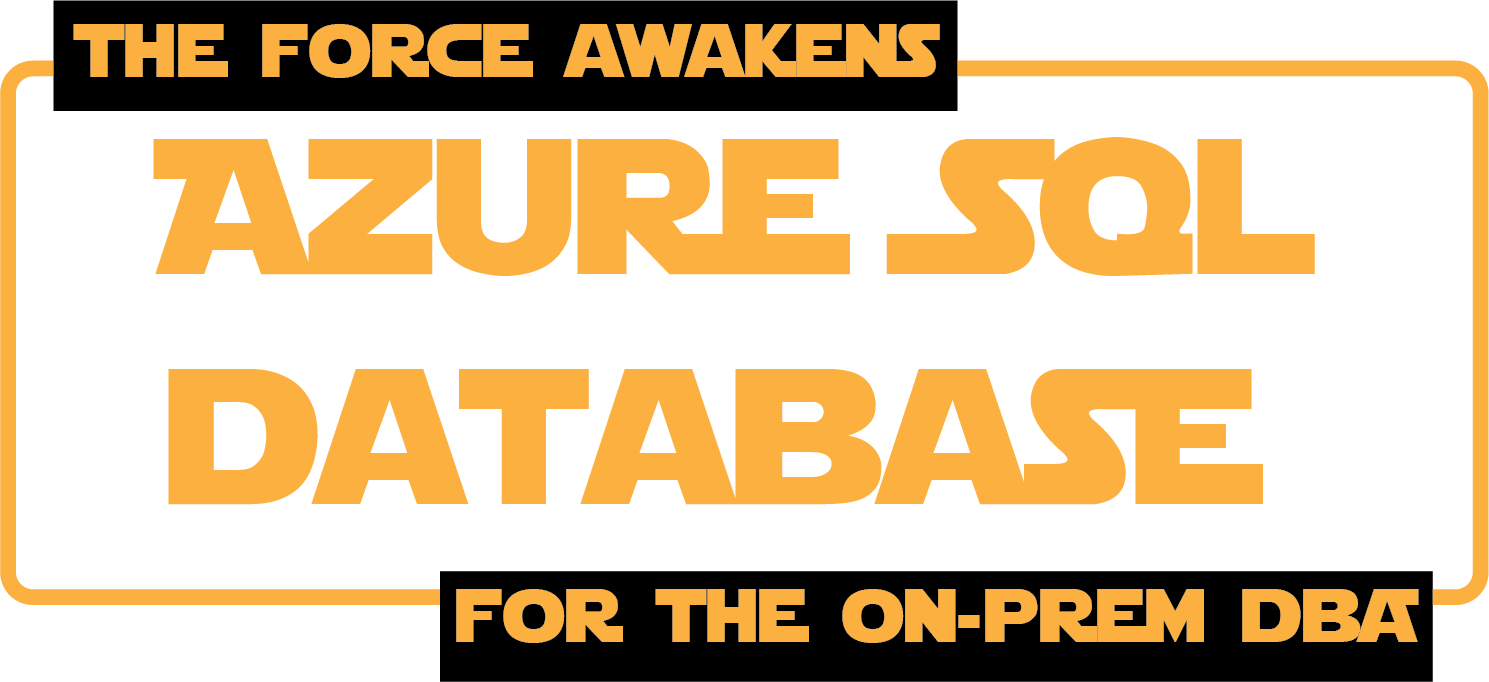 THE FORCE AWAKENS
AZURE SQL
DATABASE
FOR THE ON-PREM DBA